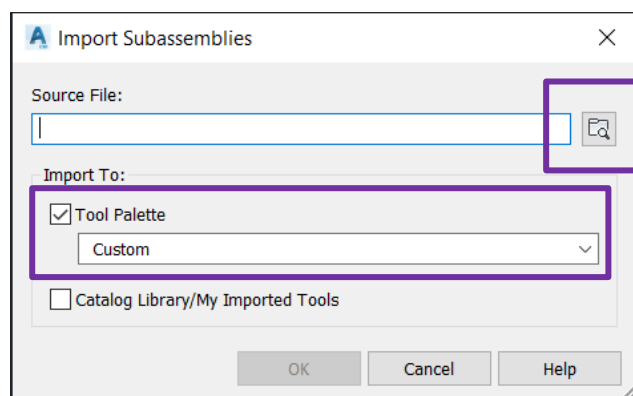 Import Subassemblies
Source File:
Import To:
Tool Palette
Custom
Catalog Library/My Imported Tools
OK Cancel Help